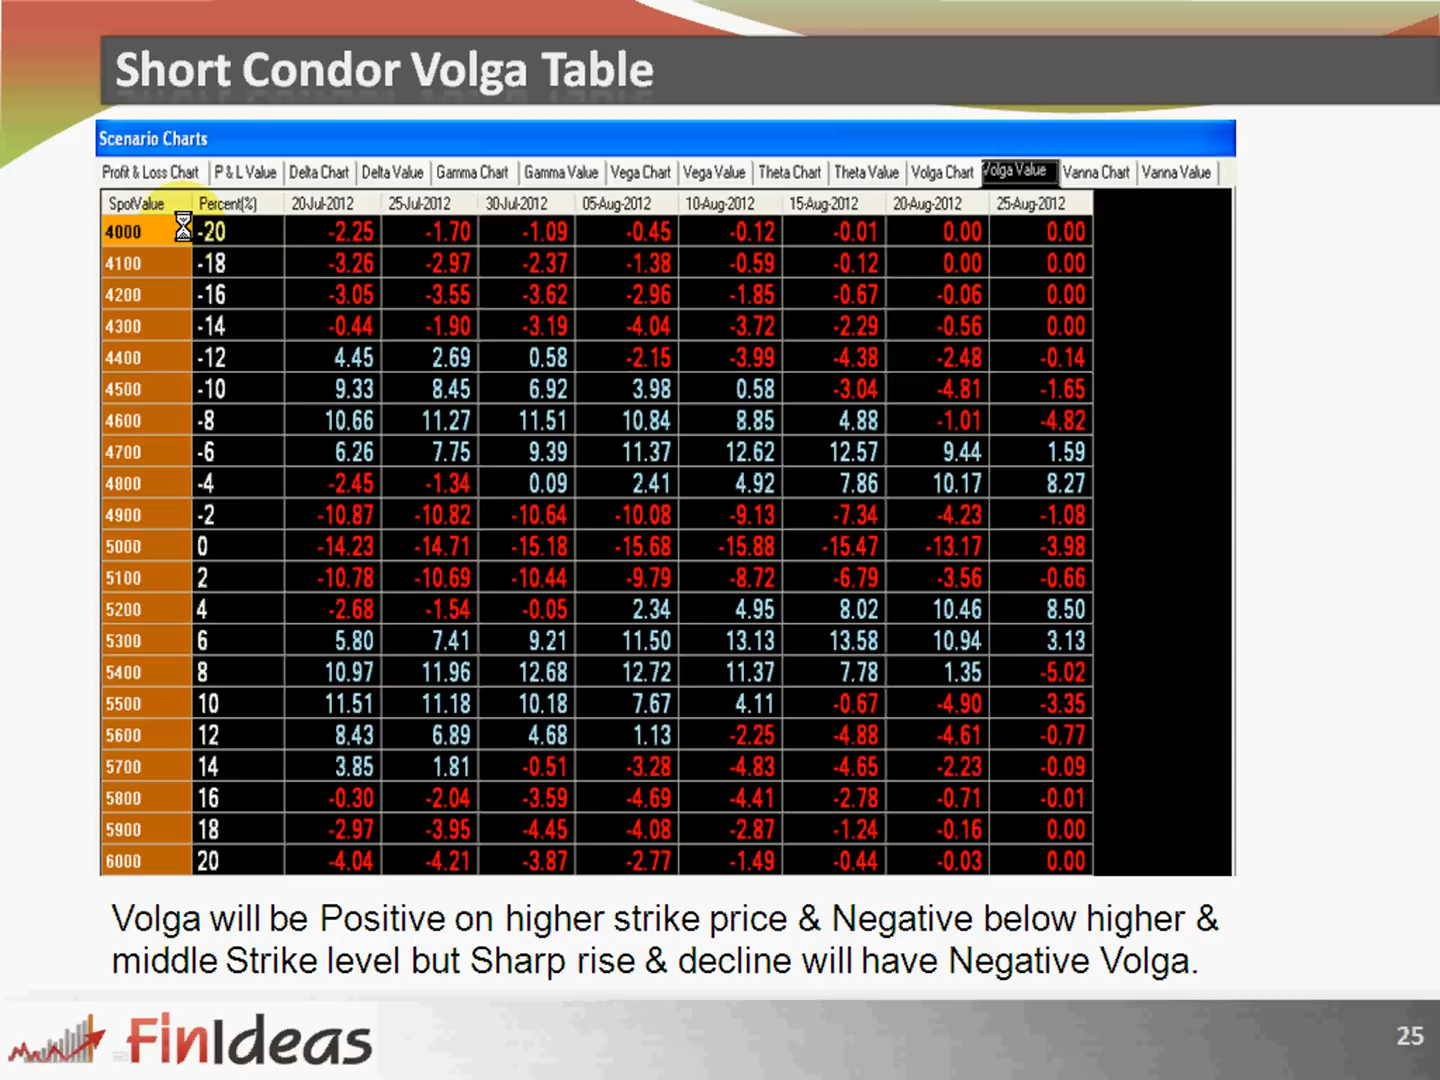 Short Condor Volga Table
Scenario Charts
Profit & Loss Chart P & L Value Delta Chart Delta Value Gamma Chart Gamma Value Vega Chart Vega Value Theta Chart Theta Value Volga Chart Volga Value Vanna Chart Vanna Value
SpotValue Percent(%) 20-Jul-2012 25-Jul-2012 30-Jul-2012 05-Aug-2012 10-Aug-2012 15-Aug-2012 20-Aug-2012 25-Aug-2012
4000 -20 -2.25 -1.70 -1.09 -0.45 -0.12 -0.01 0.00 0.00
4100 -18 -3.26 -2.97 -2.37 -1.38 -0.59 -0.12 0.00 0.00
4200 -16 -3.05 -3.55 -3.62 -2.96 -1.85 -0.67 -0.06 0.00
4300 -14 -0.44 -1.90 -3.19 -4.04 -3.72 -2.29 -0.56 0.00
4400 -12 4.45 2.69 0.58 -2.15 -3.99 -4.38 -2.48 -0.14
4500 -10 9.33 8.45 6.92 3.98 0.58 -3.04 -4.81 -1.65
4600 -8 10.66 11.27 11.51 10.84 8.85 4.88 -1.01 -4.82
4700 -6 6.26 7.75 9.39 11.37 12.62 12.57 9.44 1.59
4800 -4 -2.45 -1.34 0.09 2.41 4.92 7.86 10.17 8.27
4900 -2 -10.87 -10.82 -10.64 -10.08 -9.13 -7.34 -4.23 -1.08
5000 0 -14.23 -14.71 -15.18 -15.68 -15.88 -15.47 -13.17 -3.98
5100 2 -10.78 -10.69 -10.44 -9.79 -8.72 -6.79 -3.56 -0.66
5200 4 -2.68 -1.54 -0.05 2.34 4.95 8.02 10.46 8.50
5300 6 5.80 7.41 9.21 11.50 13.13 13.58 10.94 3.13
5400 8 10.97 11.96 12.68 12.72 11.37 7.78 1.35 -5.02
5500 10 11.51 11.18 10.18 7.67 4.11 -0.67 -4.90 -3.35
5600 12 8.43 6.89 4.68 1.13 -2.25 -4.88 -4.61 -0.77
5700 14 3.85 1.81 -0.51 -3.28 -4.83 -4.65 -2.23 -0.09
5800 16 -0.30 -2.04 -3.59 -4.69 -4.41 -2.78 -0.71 -0.01
5900 18 -2.97 -3.95 -4.45 -4.08 -2.87 -1.24 -0.16 0.00
6000 20 -4.04 -4.21 -3.87 -2.77 -1.49 -0.44 -0.03 0.00
Volga will be Positive on higher strike price & Negative below higher &
middle Strike level but Sharp rise & decline will have Negative Volga.
FinIdeas
25